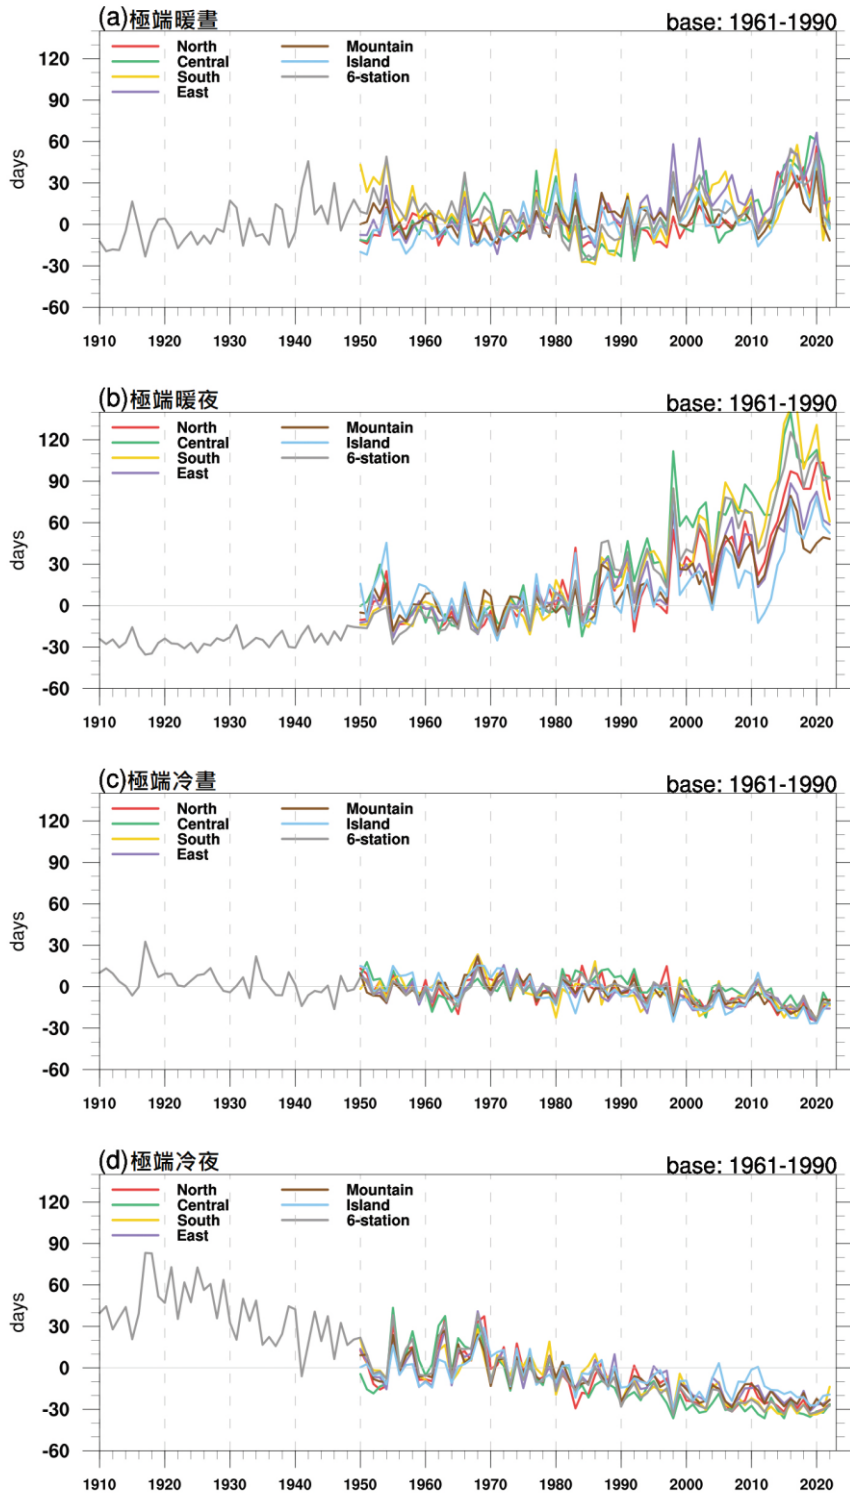 (a)極端暖晝 base: 1961-1990
North Mountain
Central Island
South 6-station
East
days
120
90
60
30
0
-30
-60
1910 1920 1930 1940 1950 1960 1970 1980 1990 2000 2010 2020
(b)極端暖夜 base: 1961-1990
North Mountain
Central Island
South 6-station
East
days
120
90
60
30
0
-30
-60
1910 1920 1930 1940 1950 1960 1970 1980 1990 2000 2010 2020
(c)極端冷晝 base: 1961-1990
North Mountain
Central Island
South 6-station
East
days
120
90
60
30
0
-30
-60
1910 1920 1930 1940 1950 1960 1970 1980 1990 2000 2010 2020
(d)極端冷夜 base: 1961-1990
North Mountain
Central Island
South 6-station
East
days
120
90
60
30
0
-30
-60
1910 1920 1930 1940 1950 1960 1970 1980 1990 2000 2010 2020